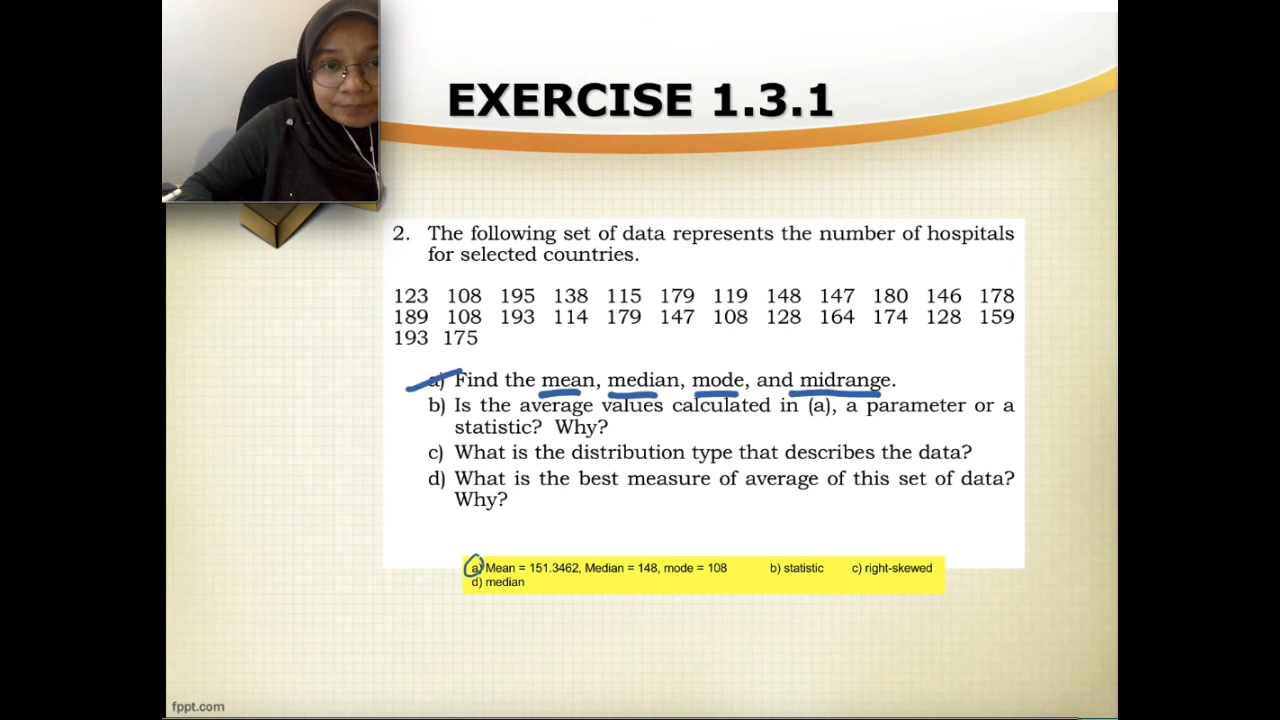 EXERCISE 1.3.1
2. The following set of data represents the number of hospitals
for selected countries.
123 108 195 138 115 179 119 148 147 180 146 178
189 108 193 114 179 147 108 128 164 174 128 159
193 175
a) Find the mean, median, mode, and midrange.
b) Is the average values calculated in (a), a parameter or a
statistic? Why?
c) What is the distribution type that describes the data?
d) What is the best measure of average of this set of data?
Why?
a) Mean = 151.3462, Median = 148, mode = 108 b) statistic c) right-skewed
d) median
fppt.com